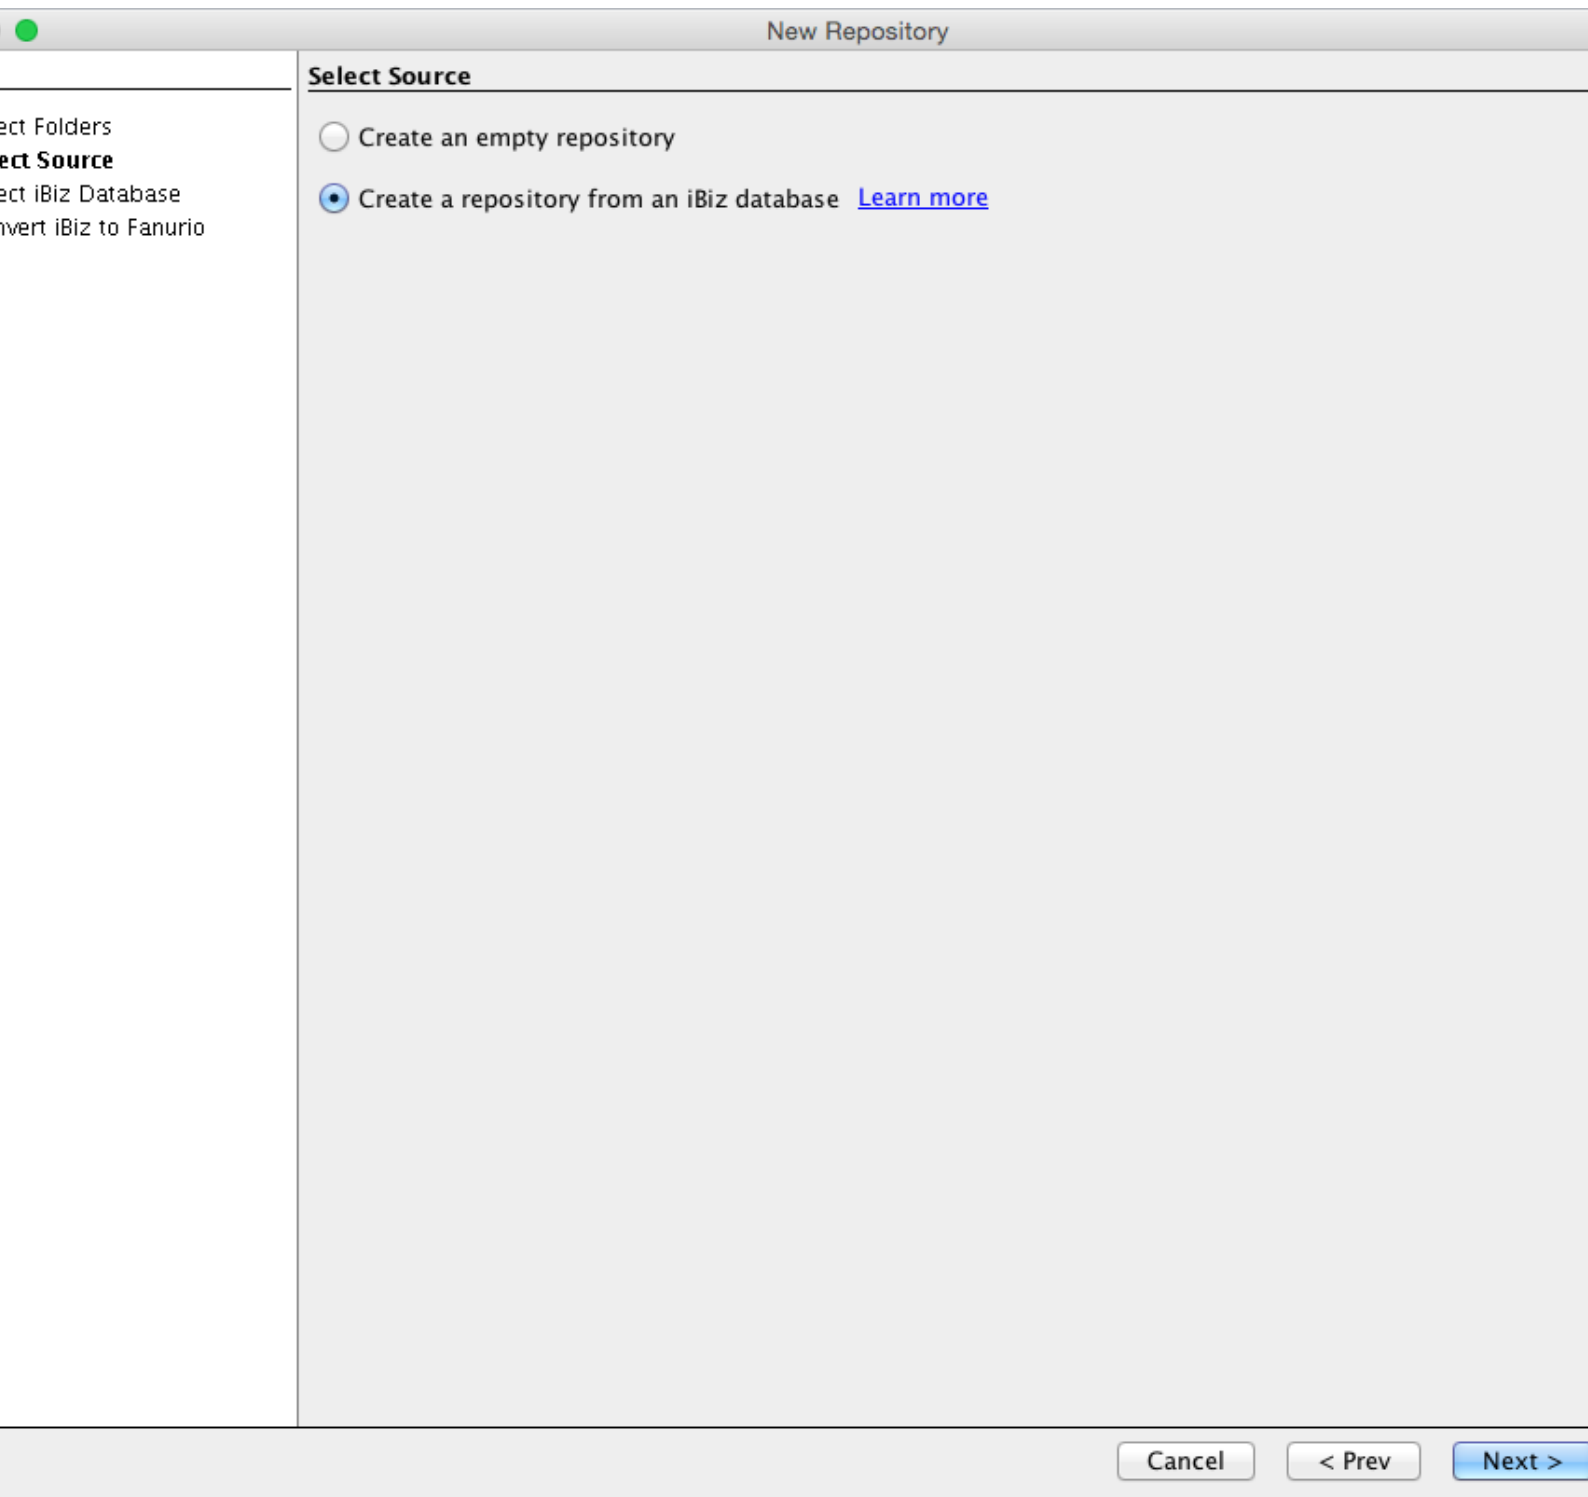 New Repository
Select Source
ect Folders
ect Source
ect iBiz Database
nvert iBiz to Fanurio
Create an empty repository
Create a repository from an iBiz database Learn more
Cancel
< Prev
Next >